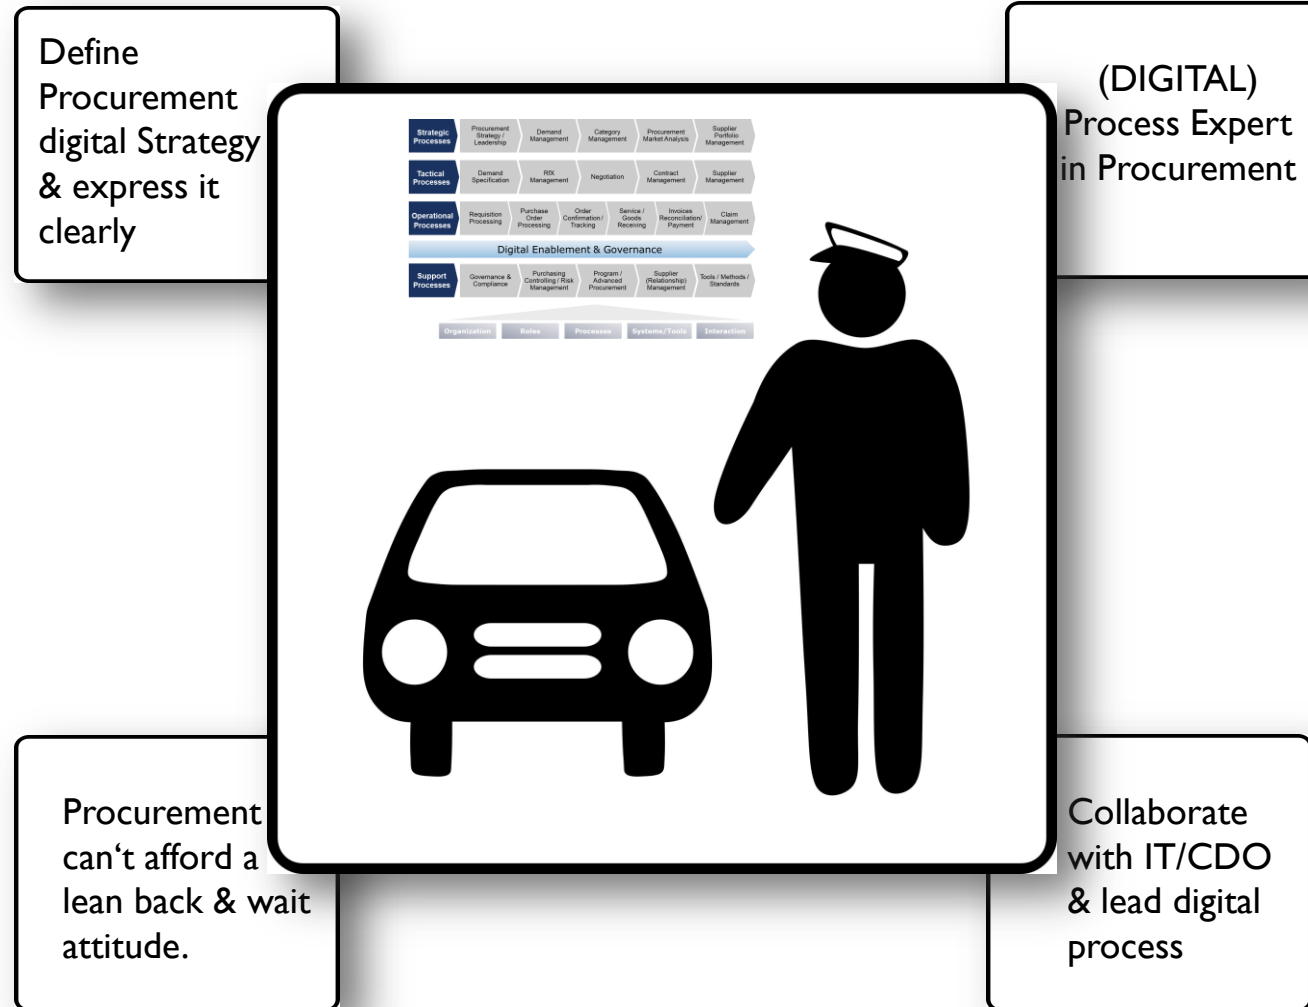 Define
Procurement
digital Strategy
& express it
clearly
(DIGITAL)
Process Expert
in Procurement
Strategic
Processes
Procurement
Strategy /
Leadership
Demand
Management
Category
Management
Procurement
Market Analysis
Supplier
Portfolio
Management
Tactical
Processes
Demand
Specification
RfX
Management
Negotiation
Contract
Management
Supplier
Management
Operational
Processes
Requisition
Processing
Purchase
Order
Processing
Order
Confirmation /
Tracking
Service /
Goods
Receiving
Invoices
Reconciliation/
Payment
Claim
Management
Digital Enablement & Governance
Support
Processes
Governance &
Compliance
Purchasing
Controlling / Risk
Management
Program /
Advanced
Procurement
Supplier
(Relationship)
Management
Tools / Methods /
Standards
Organization
Roles
Processes
Systems/Tools
Interaction
Procurement
can‘t afford a
lean back & wait
attitude.
Collaborate
with IT/CDO
& lead digital
process